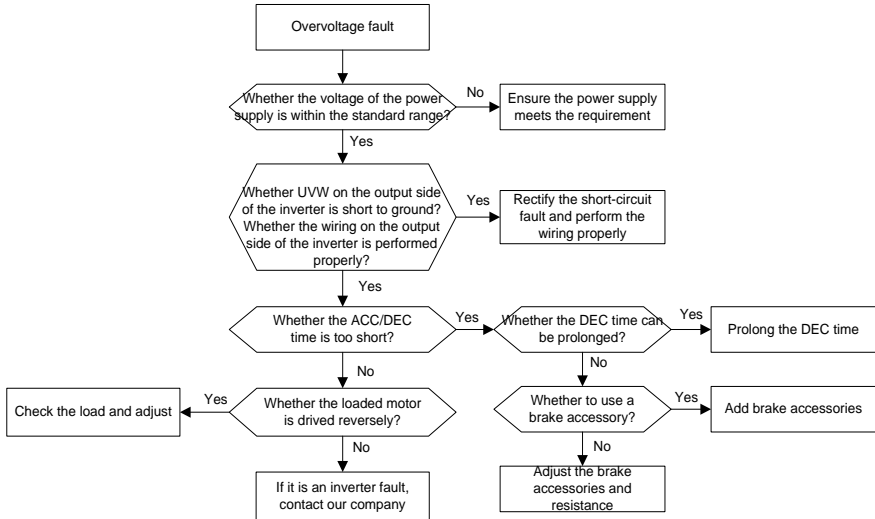 Overvoltage fault
Whether the voltage of the power
supply is within the standard range?
No
Ensure the power supply
meets the requirement
Yes
Whether UVW on the output side
of the inverter is short to ground?
Whether the wiring on the output
side of the inverter is performed
properly?
Yes
Rectify the short-circuit
fault and perform the
wiring properly
Yes
Whether the ACC/DEC
time is too short?
Yes
Whether the DEC time can
be prolonged?
Yes
Prolong the DEC time
No
No
Check the load and adjust
Yes
Whether the loaded motor
is drived reversely?
Whether to use a
brake accessory?
Yes
Add brake accessories
No
No
If it is an inverter fault,
contact our company
Adjust the brake
accessories and
resistance